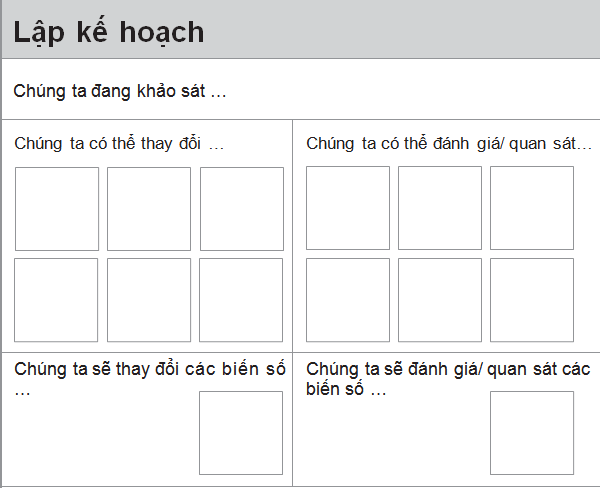 Lập kế hoạch
Chúng ta đang khảo sát …
Chúng ta có thể thay đổi …
Chúng ta có thể đánh giá/ quan sát…
Chúng ta sẽ thay đổi các biến số
…
Chúng ta sẽ đánh giá/ quan sát các
biến số …